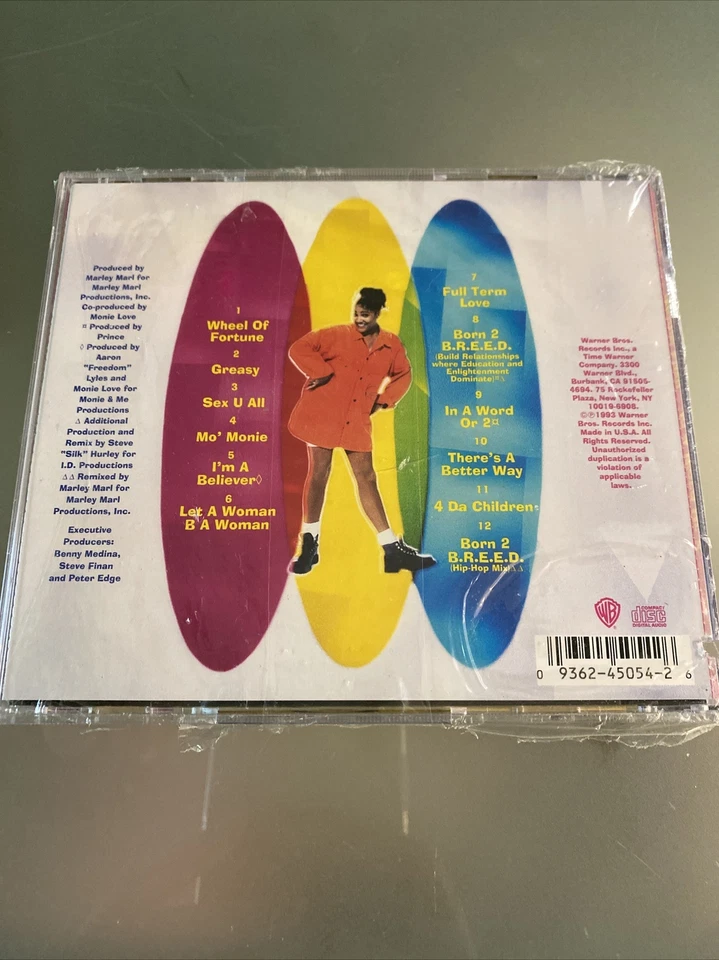 Produced by
Marley Marl for
Marley Marl
Productions, Inc.
Co-produced by
Monie Love
¤ Produced by
Prince
◊ Produced by
Aaron
"Freedom"
Lyles and
Monie Love for
Monie & Me
Productions
∆ Additional
Production and
Remix by Steve
"Silk" Hurley for
I.D. Productions
∆∆ Remixed by
Marley Marl for
Marley Marl
Productions, Inc.
Executive
Producers:
Benny Medina,
Steve Finan
and Peter Edge
1
Wheel Of
Fortune
2
Greasy
3
Sex U All
4
Mo' Monie
5
I'm A
Believer◊
6
Let A Woman
B A Woman
7
Full Term
Love
8
Born 2
B.R.E.E.D.
(Build Relationships
where Education and
Enlightenment
Dominate)¤∆
9
In A Word
Or 2¤
10
There's A
Better Way
11
4 Da Children
12
Born 2
B.R.E.E.D.
(Hip-Hop Mix)∆∆
Warner Bros.
Records Inc., a
Time Warner
Company. 3300
Warner Blvd.,
Burbank, CA 91505-
4694. 75 Rockefeller
Plaza, New York, NY
10019-6908.
©℗1993 Warner
Bros. Records Inc.
Made in U.S.A. All
Rights Reserved.
Unauthorized
duplication is a
violation of
applicable
laws.
WB
COMPACT
disc
DIGITAL AUDIO
0 9362-45054-2 6